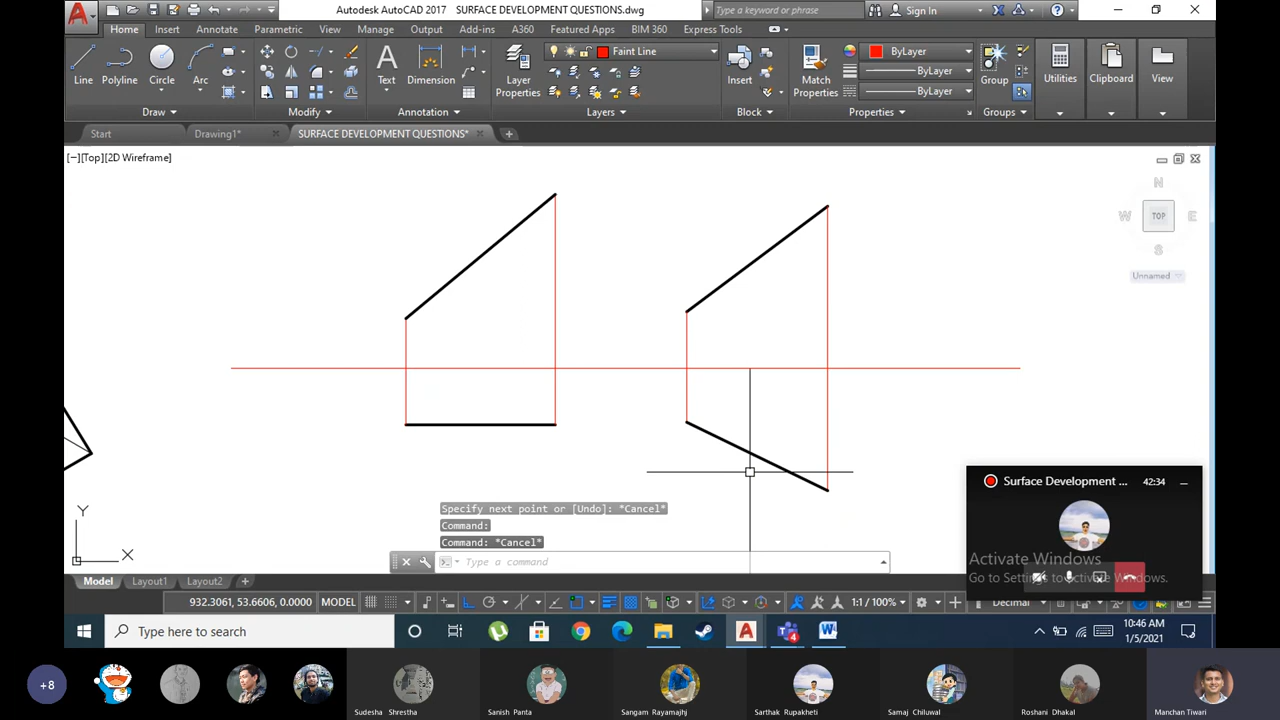 Autodesk AutoCAD 2017 SURFACE DEVELOPMENT QUESTIONS.dwg
Type a keyword or phrase
Sign In
Home Insert Annotate Parametric View Manage Output Add-ins A360 Featured Apps BIM 360 Express Tools
Line Polyline Circle Arc
Text Dimension
Layer Properties
Faint Line
Insert
Match Properties
ByLayer
ByLayer
ByLayer
Group
Utilities
Clipboard
View
Draw Modify Annotation Layers Block Properties Groups
Start Drawing1* SURFACE DEVELOPMENT QUESTIONS*
[−][Top][2D Wireframe]
N
W TOP E
S
Unnamed
Surface Development ... 42:34
Y
X
Specify next point or [Undo]: *Cancel*
Command:
Command: *Cancel*
Type a command
Activate Windows
Go to Settings to activate Windows.
Model Layout1 Layout2
932.3061, 53.6606, 0.0000 MODEL 1:1 / 100% Decimal
Type here to search
10:46 AM
1/5/2021
+8
Sudesha Shrestha
Sanish Panta
Sangam Rayamajhj
Sarthak Rupakheti
Samaj Chiluwal
Roshani Dhakal
Manchan Tiwari